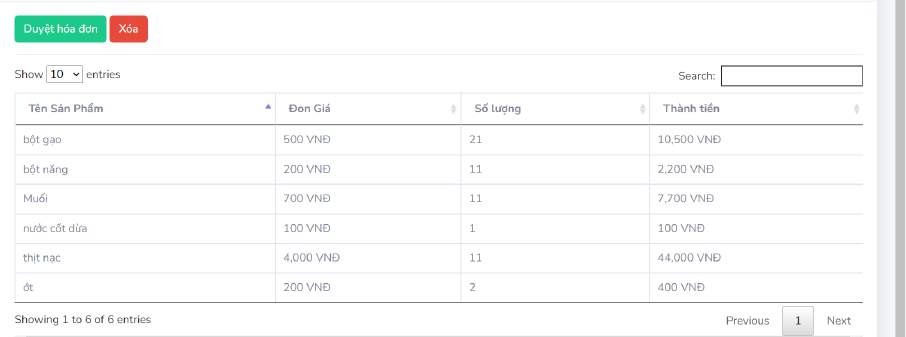 Duyệt hóa đơn Xóa
Show 10 entries Search:
Tên Sản Phẩm Đơn Giá Số lượng Thành tiền
bột gạo 500 VNĐ 21 10,500 VNĐ
bột năng 200 VNĐ 11 2,200 VNĐ
Muối 700 VNĐ 11 7,700 VNĐ
nước cốt dừa 100 VNĐ 1 100 VNĐ
thịt nạc 4,000 VNĐ 11 44,000 VNĐ
ớt 200 VNĐ 2 400 VNĐ
Showing 1 to 6 of 6 entries Previous 1 Next